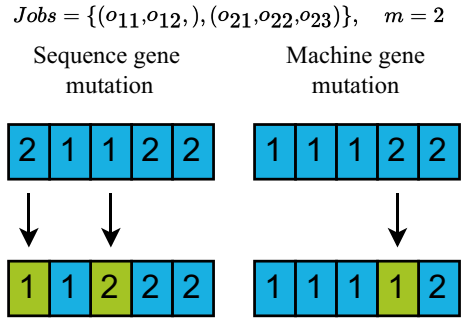 Jobs = {(o11,o12,),(o21,o22,o23)}, m = 2
Sequence gene mutation
Machine gene mutation
2 1 1 2 2
1 1 1 2 2
1 1 2 2 2
1 1 1 1 2